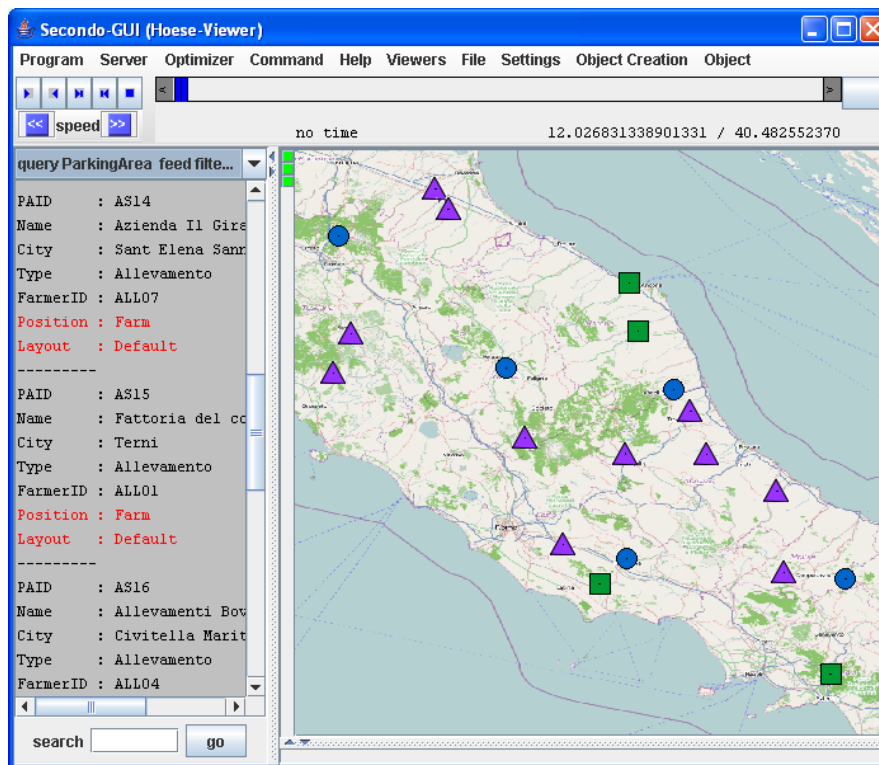 Secondo-GUI (Hoese-Viewer)
Program Server Optimizer Command Help Viewers File Settings Object Creation Object
<< speed >>
no time 12.026831338901331 / 40.482552370
query ParkingArea feed filte...
PAID : AS14
Name : Azienda Il Gira
City : Sant Elena Sann
Type : Allevamento
FarmerID : ALL07
Position : Farm
Layout : Default
---------
PAID : AS15
Name : Fattoria del co
City : Terni
Type : Allevamento
FarmerID : ALL01
Position : Farm
Layout : Default
---------
PAID : AS16
Name : Allevamenti Bov
City : Civitella Marit
Type : Allevamento
FarmerID : ALL04
search go
Ancona
Roma